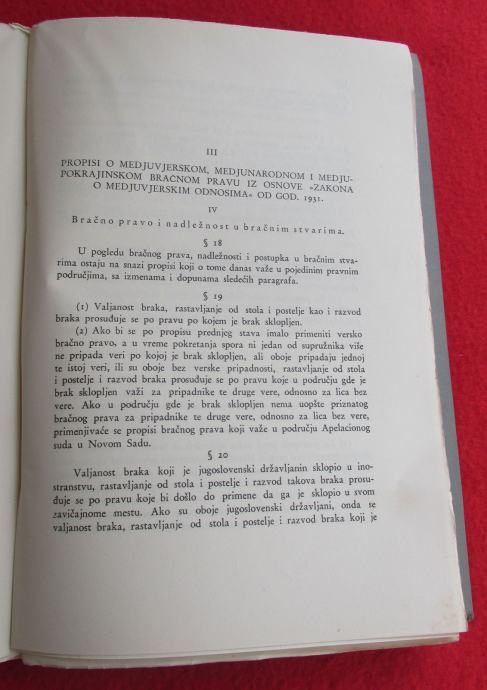 III
PROPISI O MEDJUVJERSKOM, MEDJUNARODNOM I MEDJU-
POKRAJINSKOM BRAČNOM PRAVU IZ OSNOVE »ZAKONA
O MEDJUVJERSKIM ODNOSIMA« OD GOD. 1931.
IV
Bračno pravo i nadležnost u bračnim stvarima.
§ 18
U pogledu bračnog prava, nadležnosti i postupka u bračnim stva-
rima ostaju na snazi propisi koji o tome danas važe u pojedinim pravnim
područjima, sa izmenama i dopunama sledećih paragrafa.
§ 19
(1) Valjanost braka, rastavljanje od stola i postelje kao i razvod
braka prosuđuje se po pravu po kojem je brak sklopljen.
(2) Ako bi se po propisu prednjeg stava imalo primeniti versko
bračno pravo, a u vreme pokretanja spora ni jedan od supružnika više
ne pripada veri po kojoj je brak sklopljen, ali oboje pripadaju jednoj
te istoj veri, ili su oboje bez verske pripadnosti, rastavljanje od stola
i postelje i razvod braka prosuđuje se po pravu koje u području gde je
brak sklopljen važi za pripadnike te druge vere, odnosno za lica bez
vere. Ako u području gde je brak sklopljen nema uopšte priznatog
bračnog prava za pripadnike te druge vere, odnosno za lica bez vere,
primenjivaće se propisi bračnog prava koji važe u području Apelacionog
suda u Novom Sadu.
§ 20
Valjanost braka koji je jugoslovenski državljanin sklopio u ino-
stranstvu, rastavljanje od stola i postelje i razvod takova braka prosu-
đuje se po pravu koje bi došlo do primene da ga je sklopio u svom
zavičajnome mestu. Ako su oboje jugoslovenski državljani, onda se
valjanost braka, rastavljanje od stola i postelje i razvod braka koji je